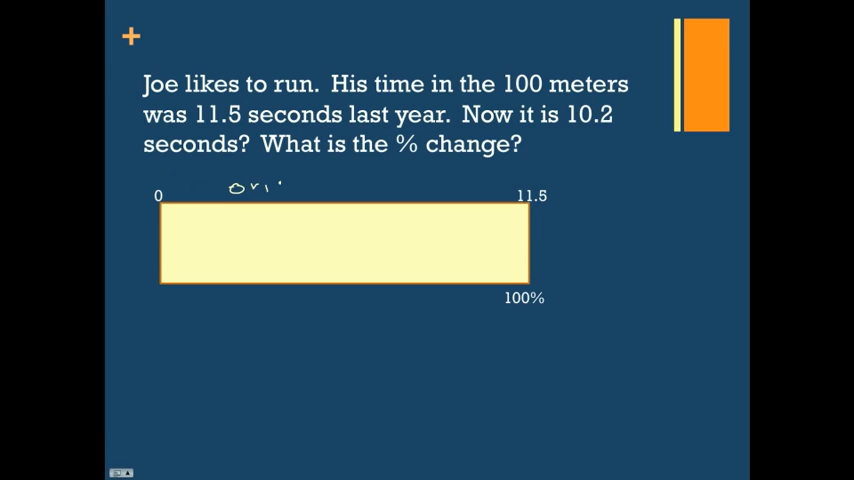 +
Joe likes to run. His time in the 100 meters
was 11.5 seconds last year. Now it is 10.2
seconds? What is the % change?
ori
0 11.5
100%